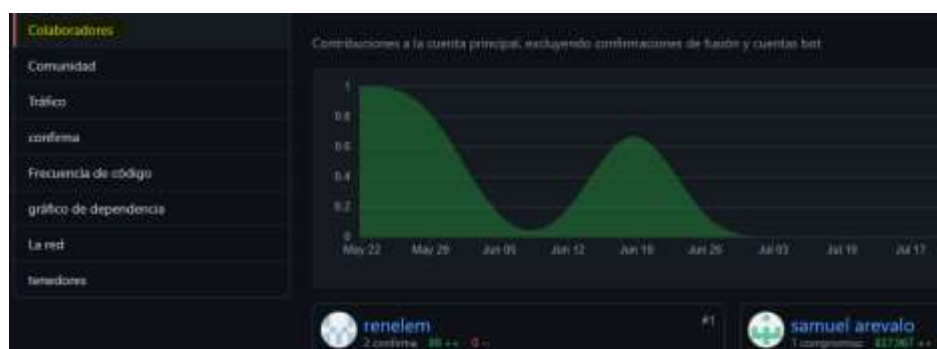 Colaboradores
Comunidad
Tráfico
confirma
Frecuencia de código
gráfico de dependencia
La red
tenedores
Contribuciones a la cuenta principal, excluyendo confirmaciones de fusión y cuentas bot
1
0.8
0.6
0.4
0.2
0
May 22 May 29 Jun 05 Jun 12 Jun 19 Jun 26 Jul 03 Jul 10 Jul 17
renelem #1
2 confirma 88 ++ 0 --
samuel arevalo
1 compromiso ++